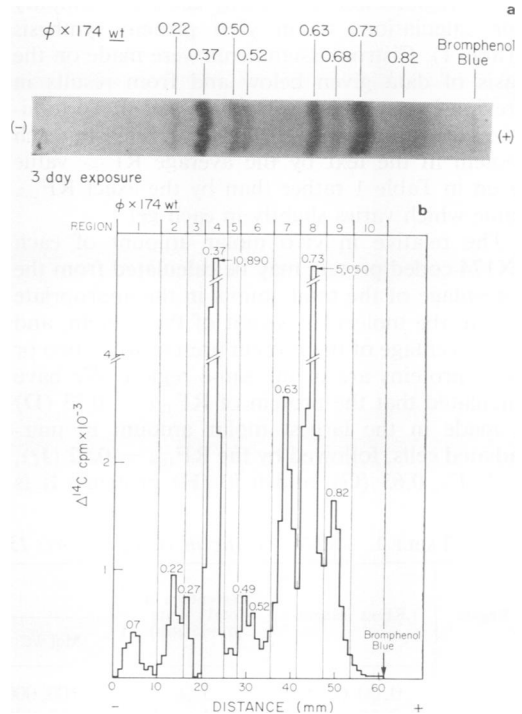 a
ϕ × 174 wt 0.22 0.50 0.63 0.73
0.37 0.52 0.68 0.82 Bromphenol
Blue
(−) (+)
3 day exposure
b
ϕ × 174 wt
REGION 1 2 3 4 5 6 7 8 9 10
0.37 10,890 0.73 5,050
4
0.63
2
0.82
0.22
1
0.27 0.49
0.52
.07
Bromphenol
Blue
Δ¹⁴C cpm × 10⁻³
0 10 20 30 40 50 60
− DISTANCE (mm) +